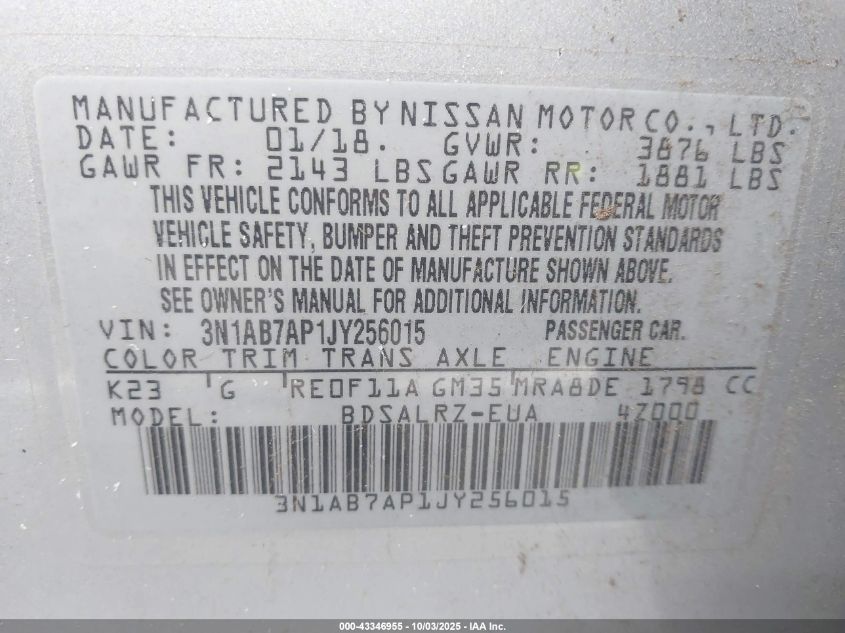 MANUFACTURED BY NISSAN MOTOR CO., LTD.
DATE: 01/18. GVWR: 3876 LBS
GAWR FR: 2143 LBS GAWR RR: 1881 LBS
THIS VEHICLE CONFORMS TO ALL APPLICABLE FEDERAL MOTOR
VEHICLE SAFETY, BUMPER AND THEFT PREVENTION STANDARDS
IN EFFECT ON THE DATE OF MANUFACTURE SHOWN ABOVE.
SEE OWNER'S MANUAL FOR ADDITIONAL INFORMATION.
VIN: 3N1AB7AP1JY256015 PASSENGER CAR.
COLOR TRIM TRANS AXLE ENGINE
K23 G RE0F11A GM35 MRA8DE 1798 CC
MODEL: BDSALRZ-EUA 4Z000
3N1AB7AP1JY256015
000-43346955 - 10/03/2025 - IAA Inc.